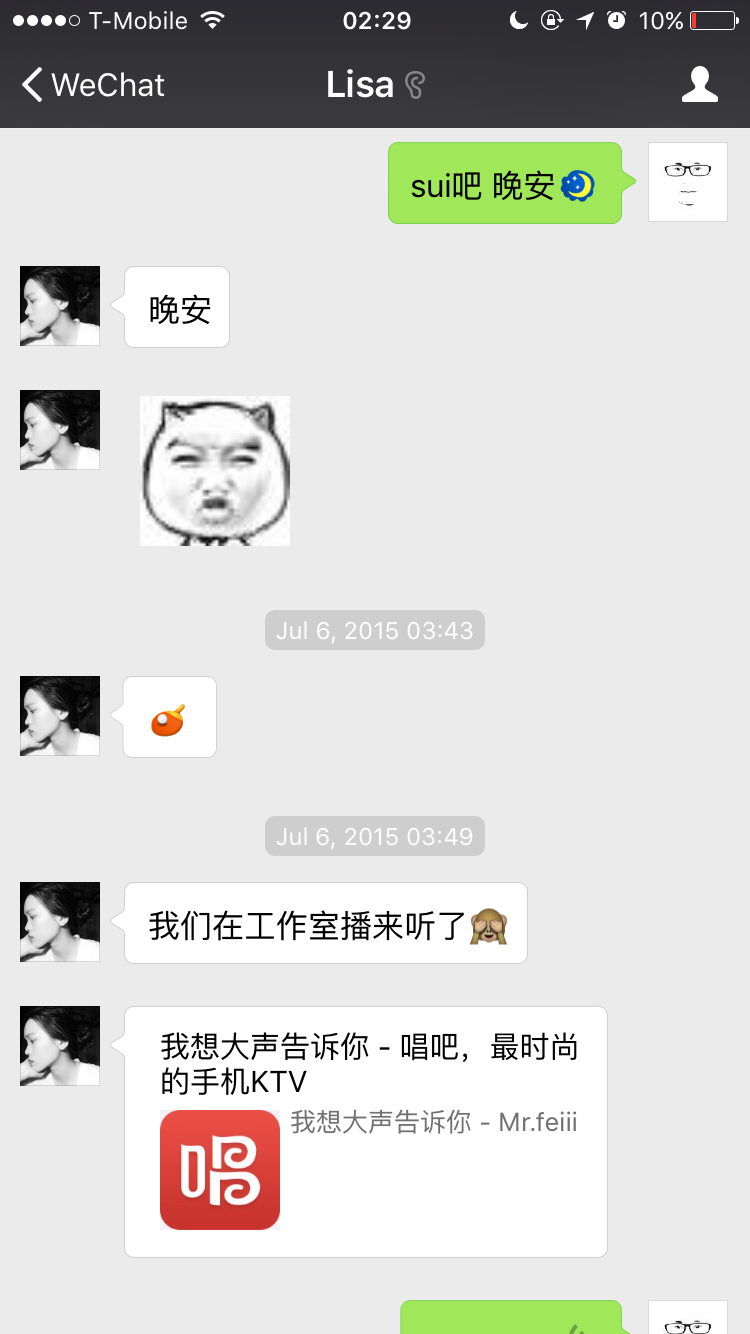 T-Mobile 02:29 10%
WeChat Lisa
sui吧 晚安
晚安
Jul 6, 2015 03:43
Jul 6, 2015 03:49
我们在工作室播来听了
我想大声告诉你 - 唱吧，最时尚
的手机KTV
我想大声告诉你 - Mr.feiii
唱